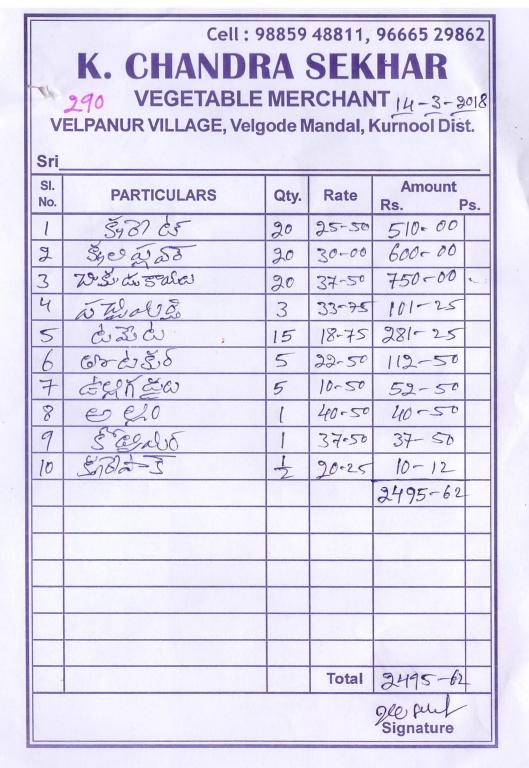 Cell : 98859 48811, 96665 29862
K. CHANDRA SEKHAR
290 VEGETABLE MERCHANT 14-3-2018
VELPANUR VILLAGE, Velgode Mandal, Kurnool Dist.
Sri
Sl. No. PARTICULARS Qty. Rate Amount Rs. Ps.
1 క్యారెట్ 20 25-50 510-00
2 కాలిఫ్లవర్ 20 30-00 600-00
3 చిక్కుడుకాయలు 20 37-50 750-00
4 పచ్చిమిర్చి 3 33-75 101-25
5 టమేట 15 18-75 281-25
6 తోటకూర 5 22-50 112-50
7 ఉల్లిగడ్డలు 5 10-50 52-50
8 అల్లం 1 40-50 40-50
9 కొత్తిమీర 1 37-50 37-50
10 1/2 20-25 10-12
2495-62
Total 2495-62
Signature